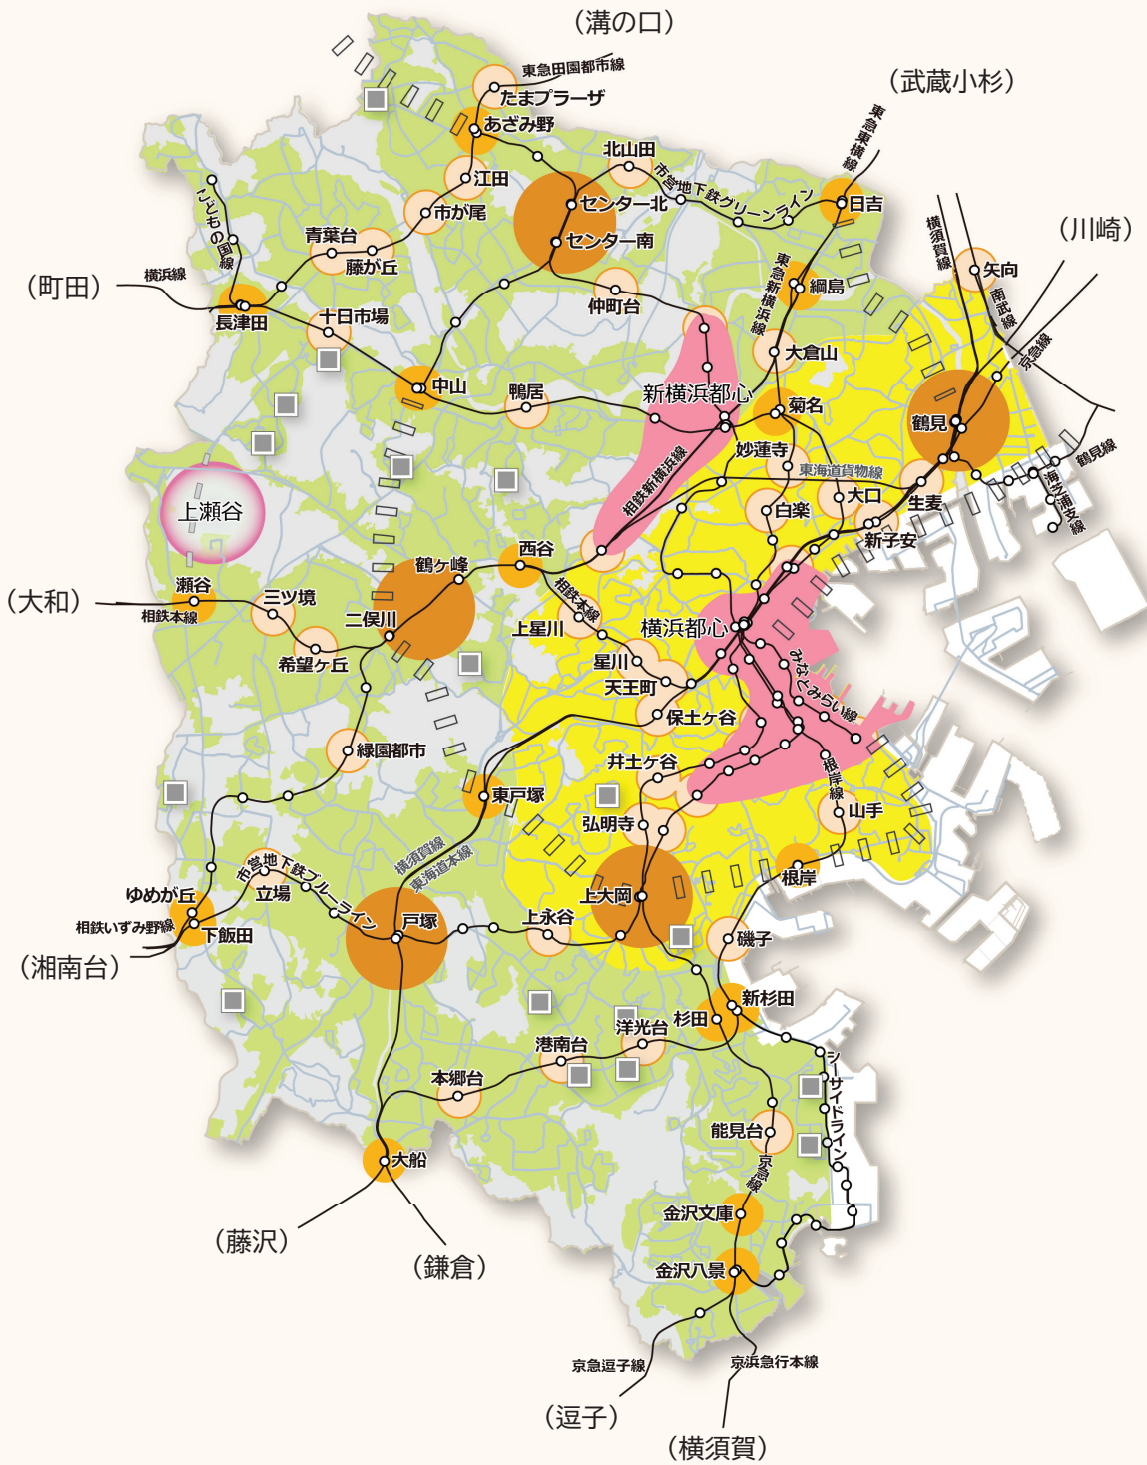 （溝の口）
東急田園都市線
（武蔵小杉）
たまプラーザ
東急東横線
あざみ野
北山田
市営地下鉄グリーンライン
こどもの国線
江田
センター北
日吉
市が尾
横須賀線
（川崎）
青葉台
センター南
藤が丘
矢向
（町田）
横浜線
東急新横浜線
綱島
南武線
仲町台
京急線
長津田
十日市場
大倉山
中山
新横浜都心
鴨居
菊名
鶴見
妙蓮寺
鶴見線
東海道貨物線
相鉄新横浜線
海芝浦支線
大口
生麦
上瀬谷
白楽
新子安
西谷
鶴ヶ峰
瀬谷
（大和）
三ツ境
相鉄本線
相鉄本線
二俣川
上星川
横浜都心
希望ヶ丘
星川
みなとみらい線
天王町
保土ヶ谷
緑園都市
井土ヶ谷
根岸線
東戸塚
山手
弘明寺
横須賀線
東海道本線
市営地下鉄ブルーライン
根岸
立場
ゆめが丘
上大岡
相鉄いずみ野線
下飯田
戸塚
上永谷
磯子
（湘南台）
新杉田
杉田
洋光台
港南台
シーサイドライン
本郷台
能見台
大船
京急線
金沢文庫
（藤沢）
（鎌倉）
金沢八景
京急逗子線
京浜急行本線
（逗子）
（横須賀）